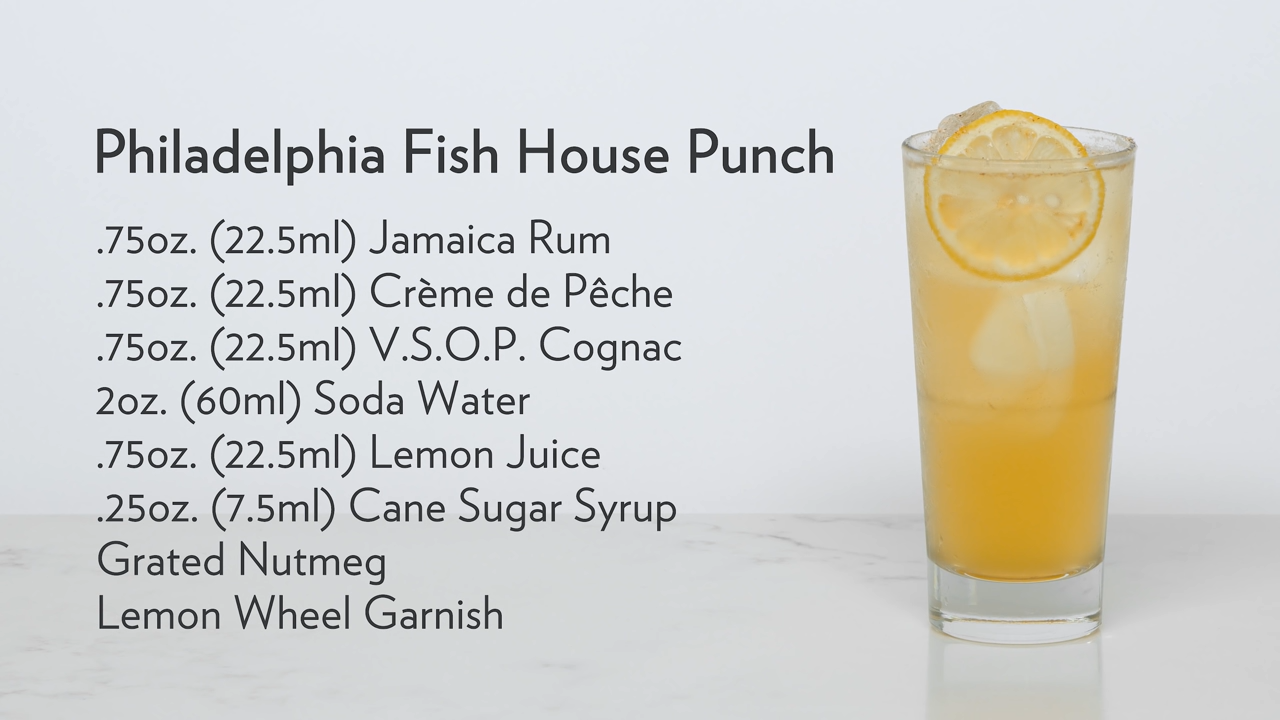 Philadelphia Fish House Punch
.75oz. (22.5ml) Jamaica Rum
.75oz. (22.5ml) Crème de Pêche
.75oz. (22.5ml) V.S.O.P. Cognac
2oz. (60ml) Soda Water
.75oz. (22.5ml) Lemon Juice
.25oz. (7.5ml) Cane Sugar Syrup
Grated Nutmeg
Lemon Wheel Garnish